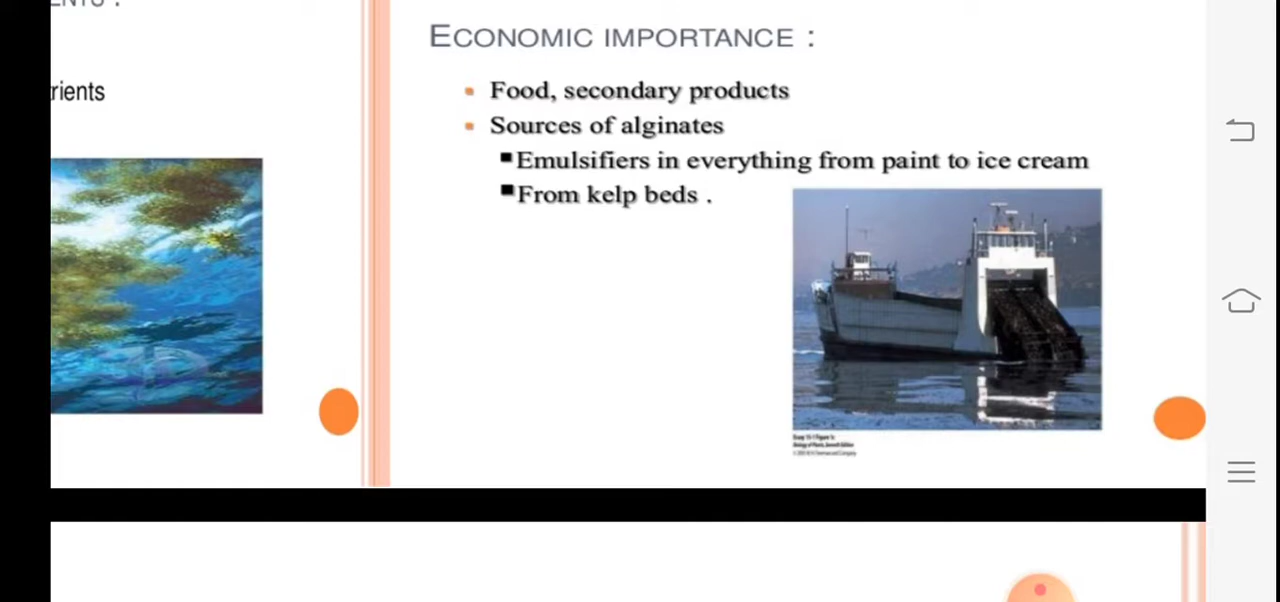 ENTS :
rients
ECONOMIC IMPORTANCE :
Food, secondary products
Sources of alginates
Emulsifiers in everything from paint to ice cream
From kelp beds .